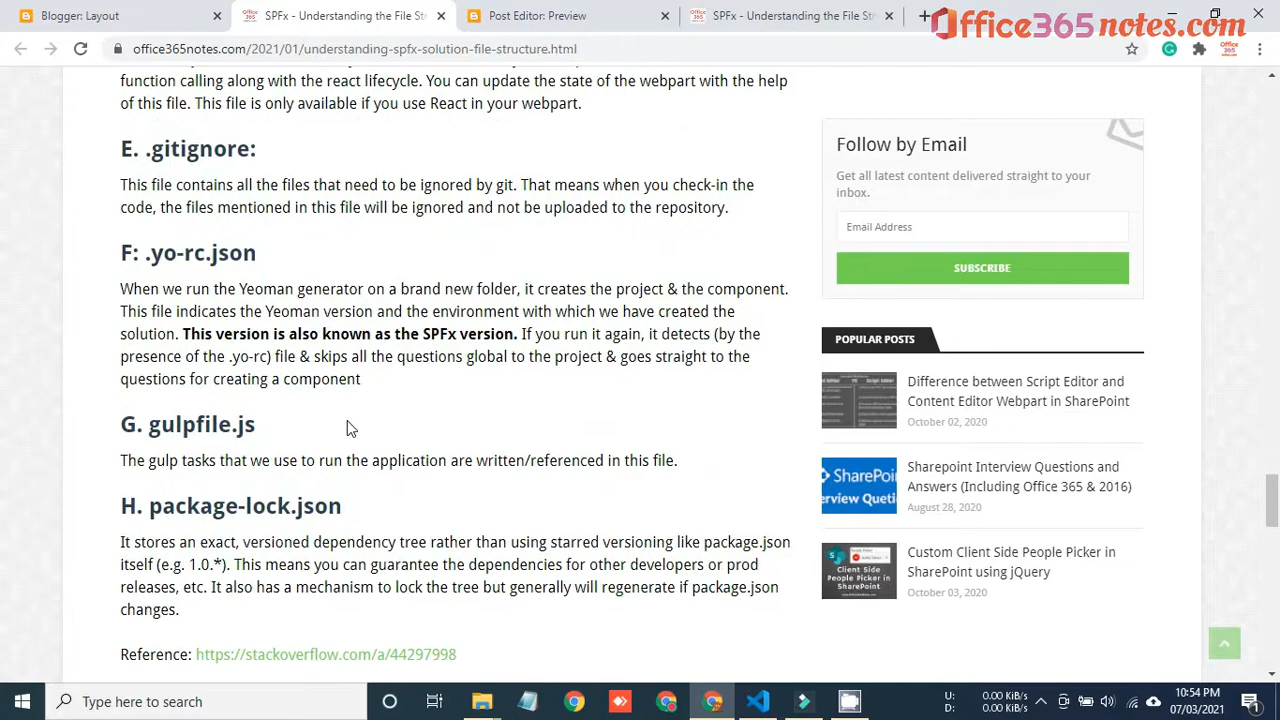 Blogger: Layout
SPFx - Understanding the File St
Post Editor: Preview
SPFx - Understanding the File St
Office365notes.com
office365notes.com/2021/01/understanding-spfx-solution-file-structure.html
function calling along with the react lifecycle. You can update the state of the webpart with the help
of this file. This file is only available if you use React in your webpart.
E. .gitignore:
This file contains all the files that need to be ignored by git. That means when you check-in the
code, the files mentioned in this file will be ignored and not be uploaded to the repository.
F: .yo-rc.json
When we run the Yeoman generator on a brand new folder, it creates the project & the component.
This file indicates the Yeoman version and the environment with which we have created the
solution. This version is also known as the SPFx version. If you run it again, it detects (by the
presence of the .yo-rc) file & skips all the questions global to the project & goes straight to the
questions for creating a component
G. gulpfile.js
The gulp tasks that we use to run the application are written/referenced in this file.
H. package-lock.json
It stores an exact, versioned dependency tree rather than using starred versioning like package.json
itself (e.g. 1.0.*). This means you can guarantee the dependencies for other developers or prod
releases, etc. It also has a mechanism to lock the tree but generally will regenerate if package.json
changes.
Reference: https://stackoverflow.com/a/44297998
Follow by Email
Get all latest content delivered straight to your
inbox.
Email Address
SUBSCRIBE
POPULAR POSTS
Difference between Script Editor and
Content Editor Webpart in SharePoint
October 02, 2020
Sharepoint Interview Questions and
Answers (Including Office 365 & 2016)
August 28, 2020
Custom Client Side People Picker in
SharePoint using jQuery
October 03, 2020
Type here to search
U: 0.00 KiB/s
D: 0.00 KiB/s
10:54 PM
07/03/2021